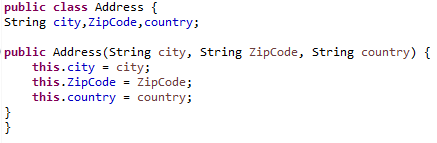 public class Address {
String city,ZipCode,country;

public Address(String city, String ZipCode, String country) {
    this.city = city;
    this.ZipCode = ZipCode;
    this.country = country;
}
}